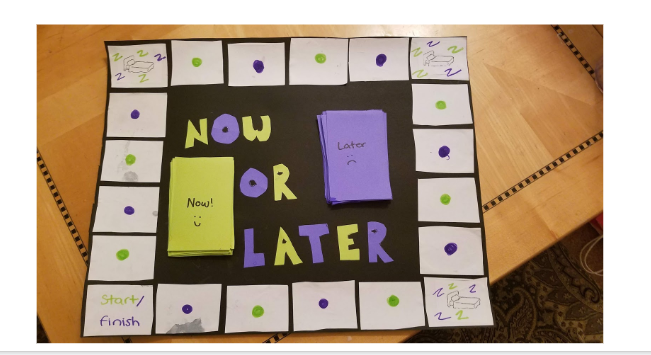 z z z z z
z z z z z
NOW
Later
Now!
OR
LATER
Start/
finish
z z z z z